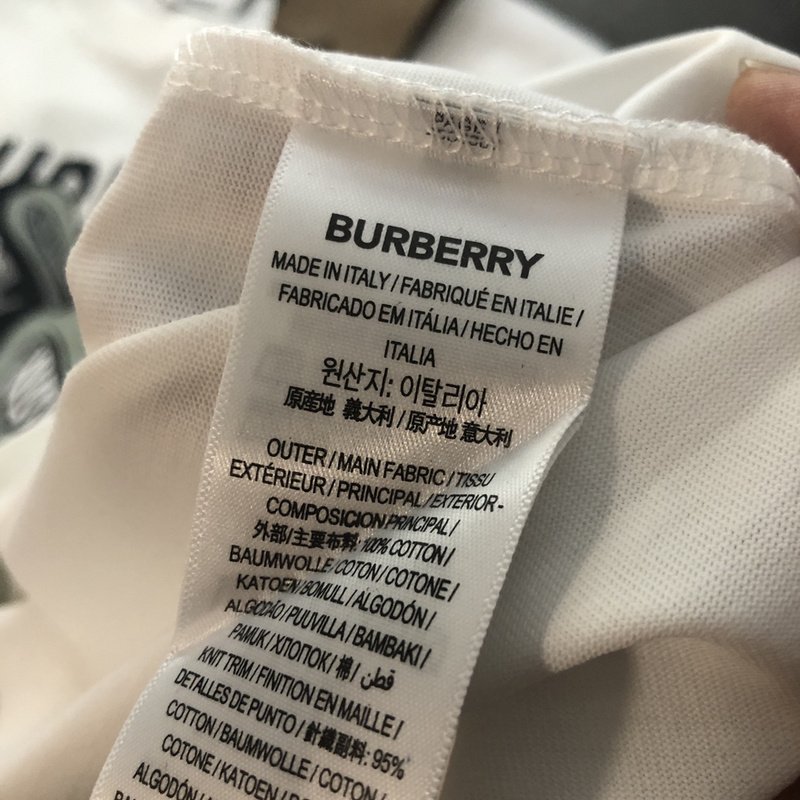 BURBERRY
MADE IN ITALY / FABRIQUÉ EN ITALIE /
FABRICADO EM ITÁLIA / HECHO EN
ITALIA
원산지: 이탈리아
原産地 義大利 / 原产地 意大利
OUTER / MAIN FABRIC / TISSU
EXTÉRIEUR / PRINCIPAL / EXTERIOR-
COMPOSICION PRINCIPAL /
外部/主要布料: 100% COTTON /
BAUMWOLLE / COTON / COTONE /
KATOEN / BOMULL / ALGODÓN /
ALGODÃO / PUUVILLA / BAMBAKI /
PAMUK / ХЛОПОК / 棉 / قطن
KNIT TRIM / FINITION EN MAILLE /
DETALLES DE PUNTO / 針織副料: 95%
COTTON / BAUMWOLLE / COTON /
COTONE / KATOEN /
ALGODÓN /